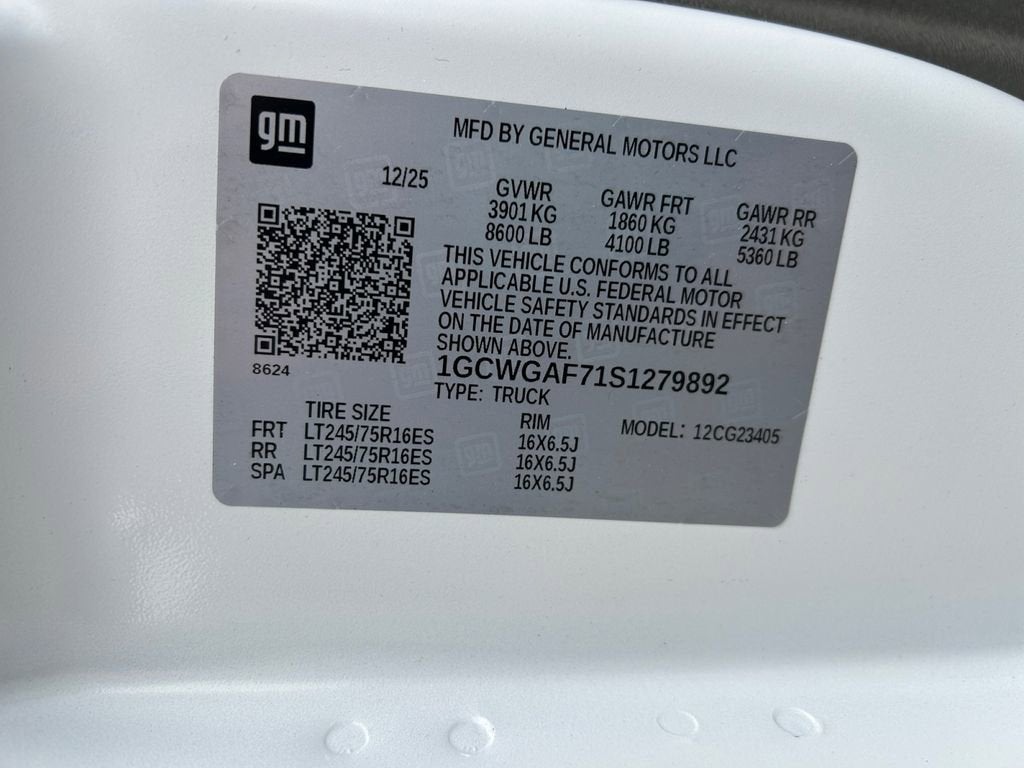 gm
MFD BY GENERAL MOTORS LLC
12/25
GVWR GAWR FRT GAWR RR
3901 KG 1860 KG 2431 KG
8600 LB 4100 LB 5360 LB
THIS VEHICLE CONFORMS TO ALL
APPLICABLE U.S. FEDERAL MOTOR
VEHICLE SAFETY STANDARDS IN EFFECT
ON THE DATE OF MANUFACTURE
SHOWN ABOVE.
8624
1GCWGAF71S1279892
TYPE: TRUCK
TIRE SIZE RIM MODEL: 12CG23405
FRT LT245/75R16ES 16X6.5J
RR LT245/75R16ES 16X6.5J
SPA LT245/75R16ES 16X6.5J